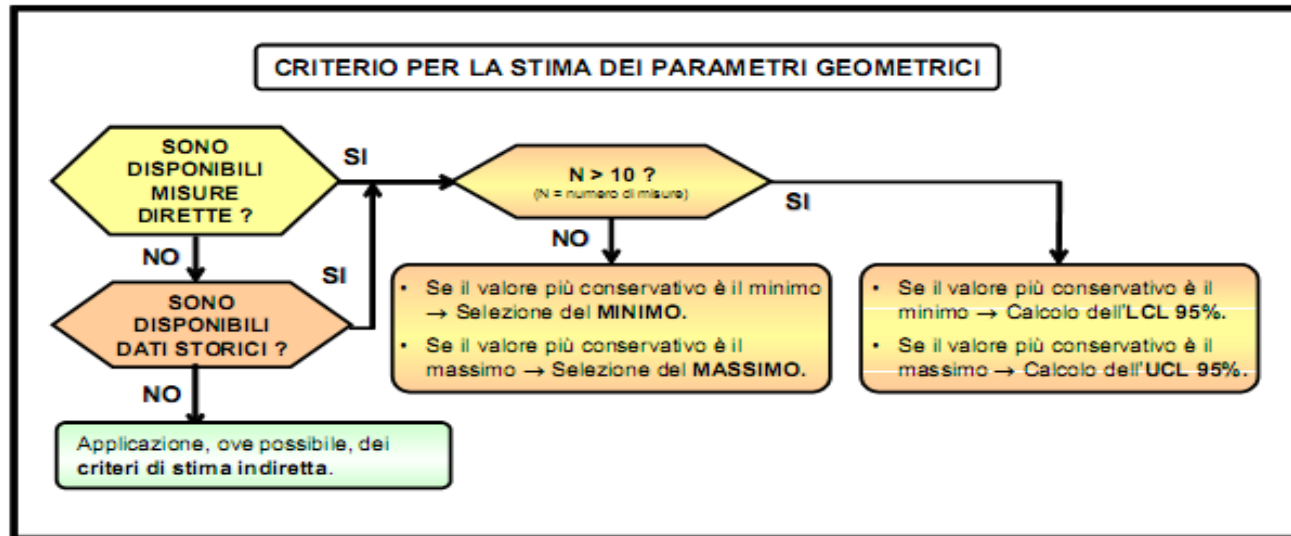 CRITERIO PER LA STIMA DEI PARAMETRI GEOMETRICI
SONO
DISPONIBILI
MISURE
DIRETTE ?
SI
N > 10 ?
(N = numero di misure)
SI
NO
NO
SI
SONO
DISPONIBILI
DATI STORICI ?
• Se il valore più conservativo è il minimo
→ Selezione del MINIMO.
• Se il valore più conservativo è il
massimo → Selezione del MASSIMO.
• Se il valore più conservativo è il
minimo → Calcolo dell'LCL 95%.
• Se il valore più conservativo è il
massimo → Calcolo dell'UCL 95%.
NO
Applicazione, ove possibile, dei
criteri di stima indiretta.